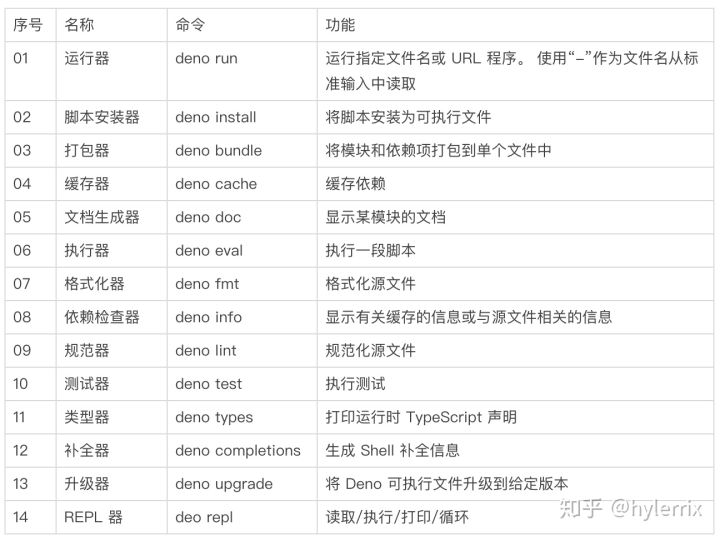 序号 名称 命令 功能
01 运行器 deno run 运行指定文件名或 URL 程序。 使用“-”作为文件名从标
准输入中读取
02 脚本安装器 deno install 将脚本安装为可执行文件
03 打包器 deno bundle 将模块和依赖项打包到单个文件中
04 缓存器 deno cache 缓存依赖
05 文档生成器 deno doc 显示某模块的文档
06 执行器 deno eval 执行一段脚本
07 格式化器 deno fmt 格式化源文件
08 依赖检查器 deno info 显示有关缓存的信息或与源文件相关的信息
09 规范器 deno lint 规范化源文件
10 测试器 deno test 执行测试
11 类型器 deno types 打印运行时 TypeScript 声明
12 补全器 deno completions 生成 Shell 补全信息
13 升级器 deno upgrade 将 Deno 可执行文件升级到给定版本
14 REPL 器 deo repl 读取/执行/打印/循环
知乎 @hylerrix